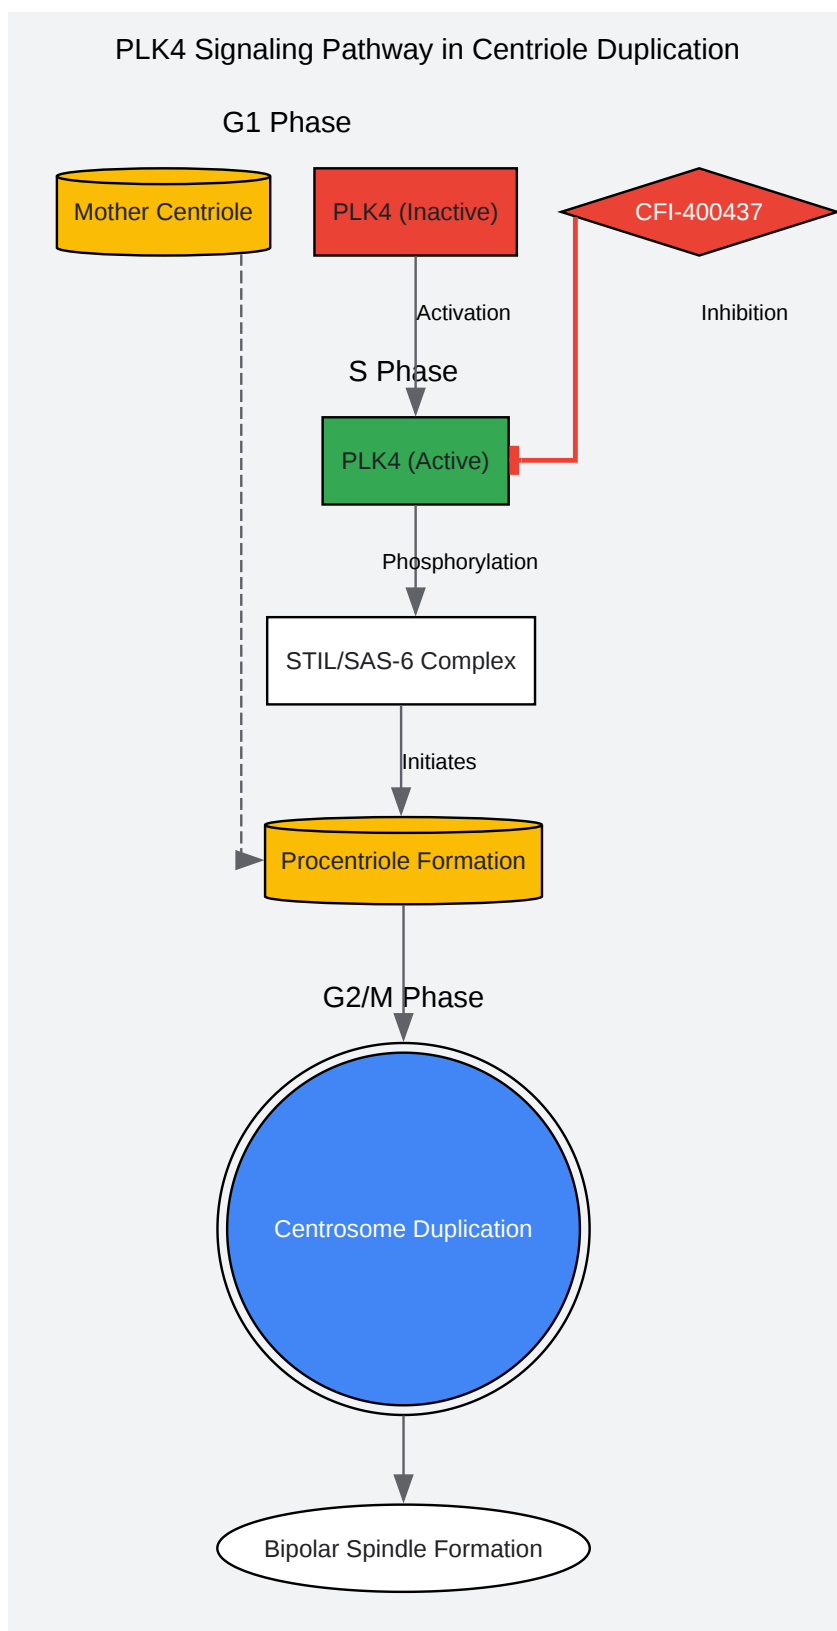 PLK4 Signaling Pathway in Centriole Duplication
G1 Phase
Mother Centriole
PLK4 (Inactive)
CFI-400437
Activation
Inhibition
S Phase
PLK4 (Active)
Phosphorylation
STIL/SAS-6 Complex
Initiates
Procentriole Formation
G2/M Phase
Centrosome Duplication
Bipolar Spindle Formation